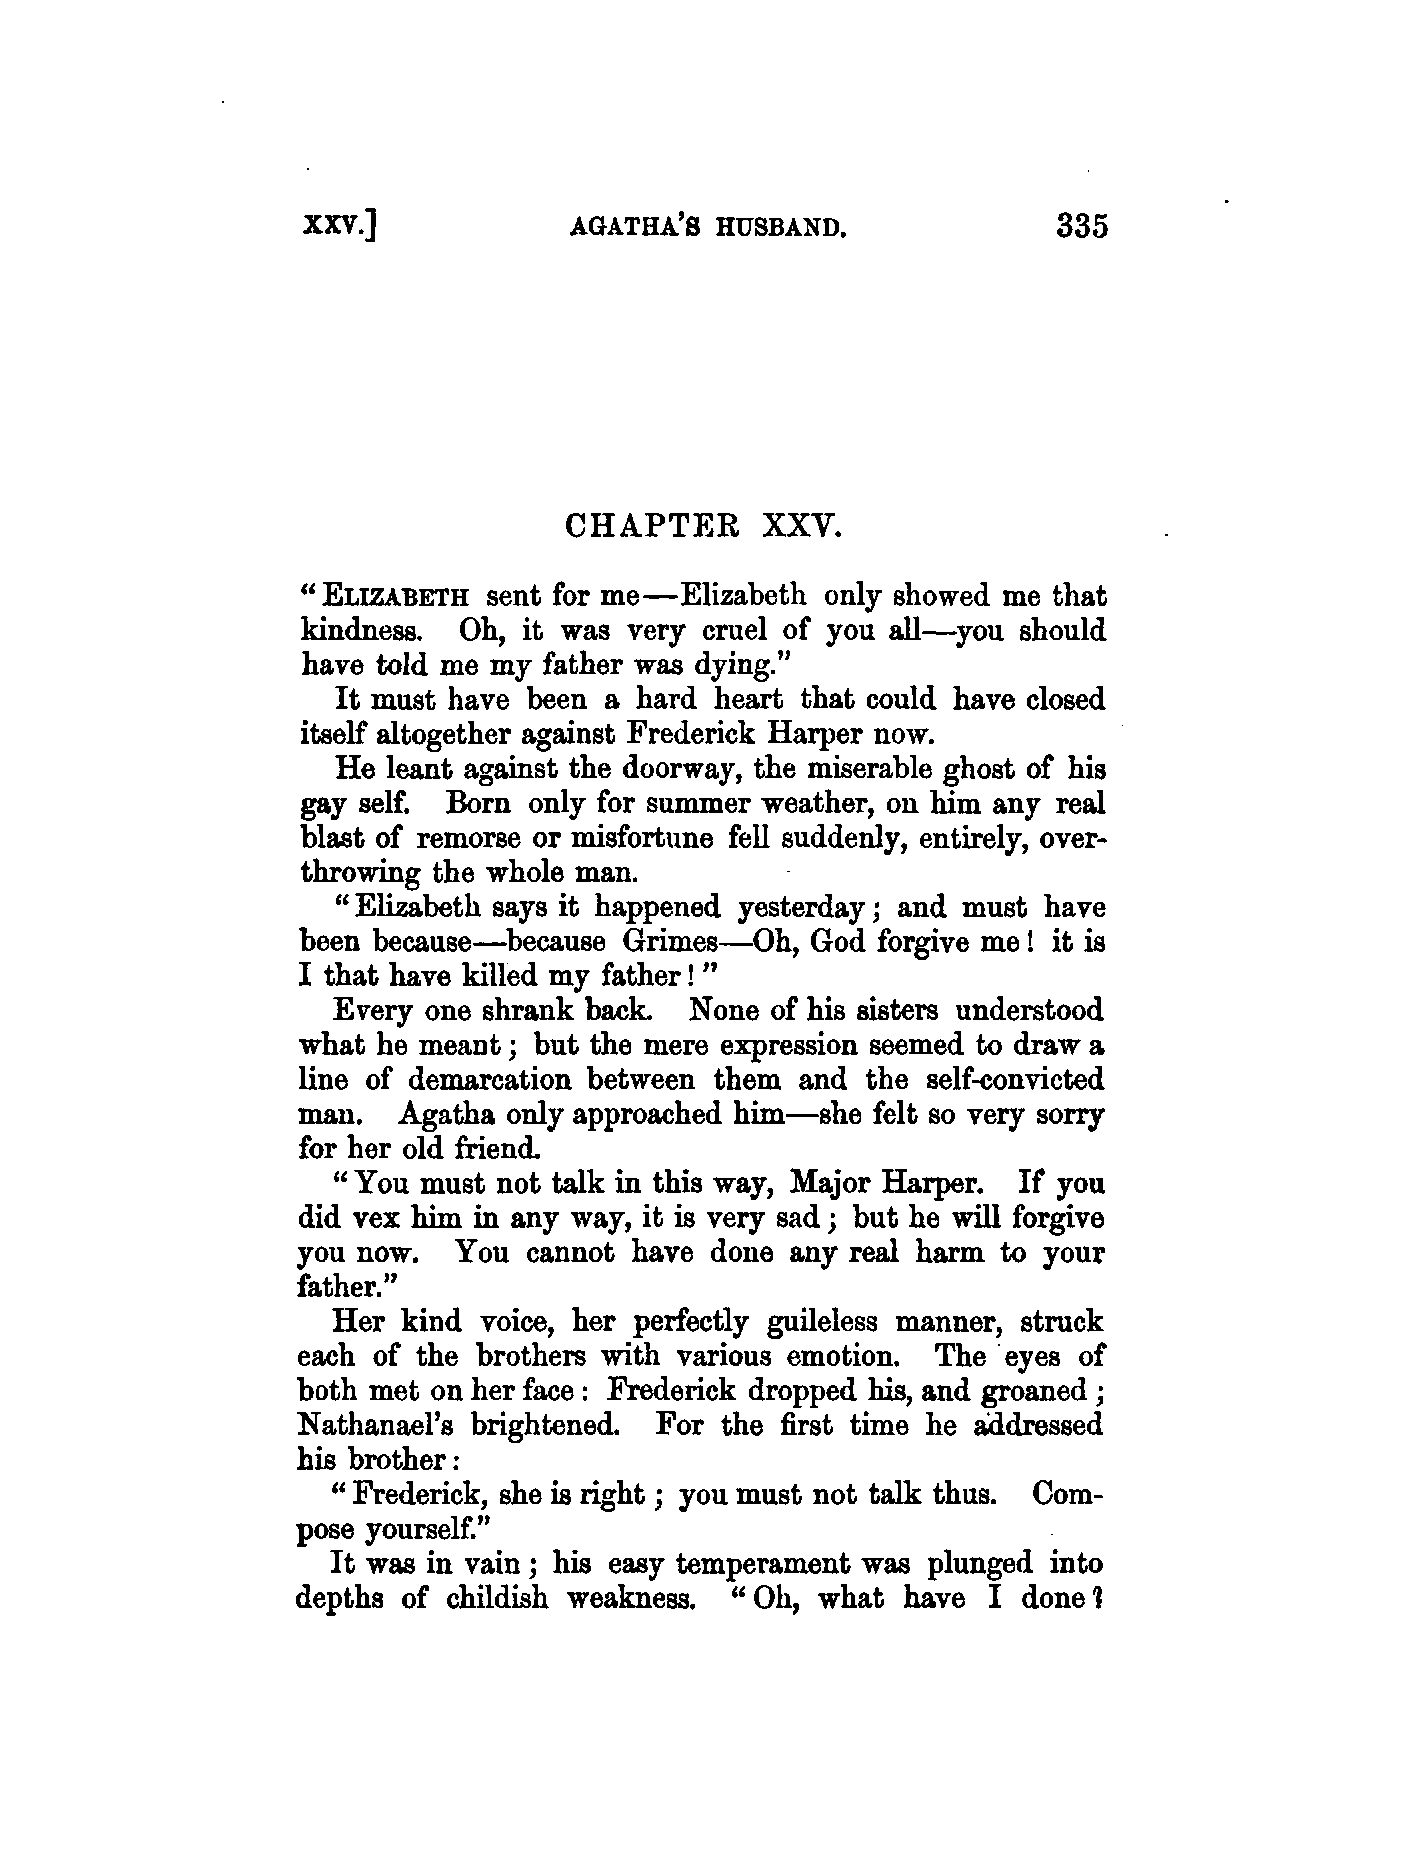 XXV.] AGATHA'S HUSBAND. 335
CHAPTER XXV.
"ELIZABETH sent for me—Elizabeth only showed me that
kindness. Oh, it was very cruel of you all—you should
have told me my father was dying."
It must have been a hard heart that could have closed
itself altogether against Frederick Harper now.
He leant against the doorway, the miserable ghost of his
gay self. Born only for summer weather, on him any real
blast of remorse or misfortune fell suddenly, entirely, over-
throwing the whole man.
"Elizabeth says it happened yesterday; and must have
been because—because Grimes—Oh, God forgive me! it is
I that have killed my father!"
Every one shrank back. None of his sisters understood
what he meant; but the mere expression seemed to draw a
line of demarcation between them and the self-convicted
man. Agatha only approached him—she felt so very sorry
for her old friend.
"You must not talk in this way, Major Harper. If you
did vex him in any way, it is very sad; but he will forgive
you now. You cannot have done any real harm to your
father."
Her kind voice, her perfectly guileless manner, struck
each of the brothers with various emotion. The eyes of
both met on her face: Frederick dropped his, and groaned;
Nathanael's brightened. For the first time he addressed
his brother:
"Frederick, she is right; you must not talk thus. Com-
pose yourself."
It was in vain; his easy temperament was plunged into
depths of childish weakness. "Oh, what have I done?